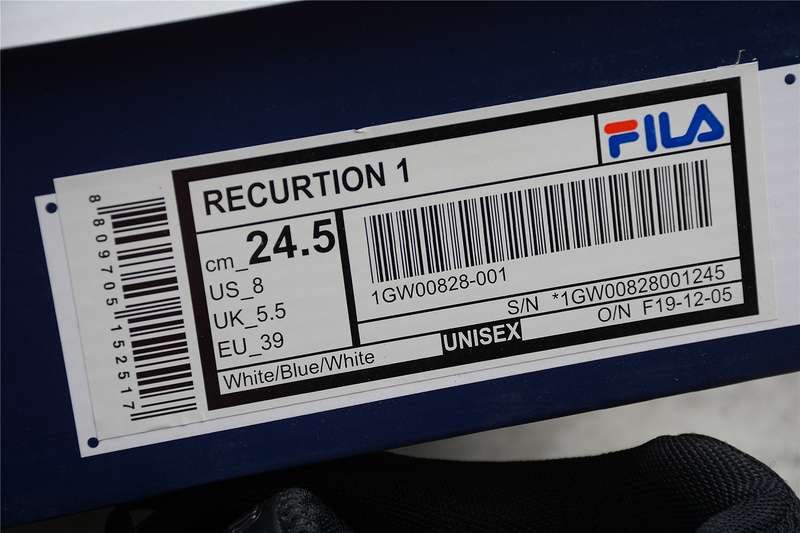 FILA
RECURTION 1
cm_24.5
US_8
UK_5.5
EU_39
1GW00828-001
S/N *1GW00828001245
O/N F19-12-05
White/Blue/White
UNISEX
8 809705 152517